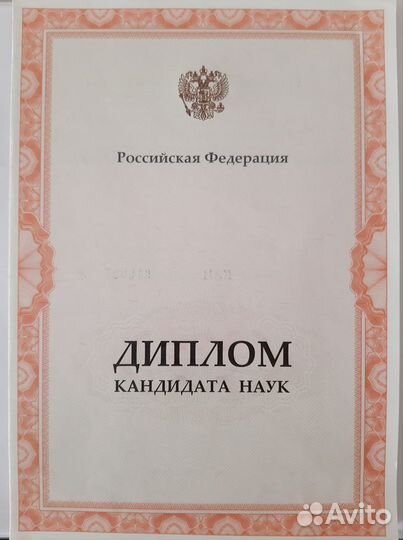 Российская Федерация
ДИПЛОМ
КАНДИДАТА НАУК
Avito